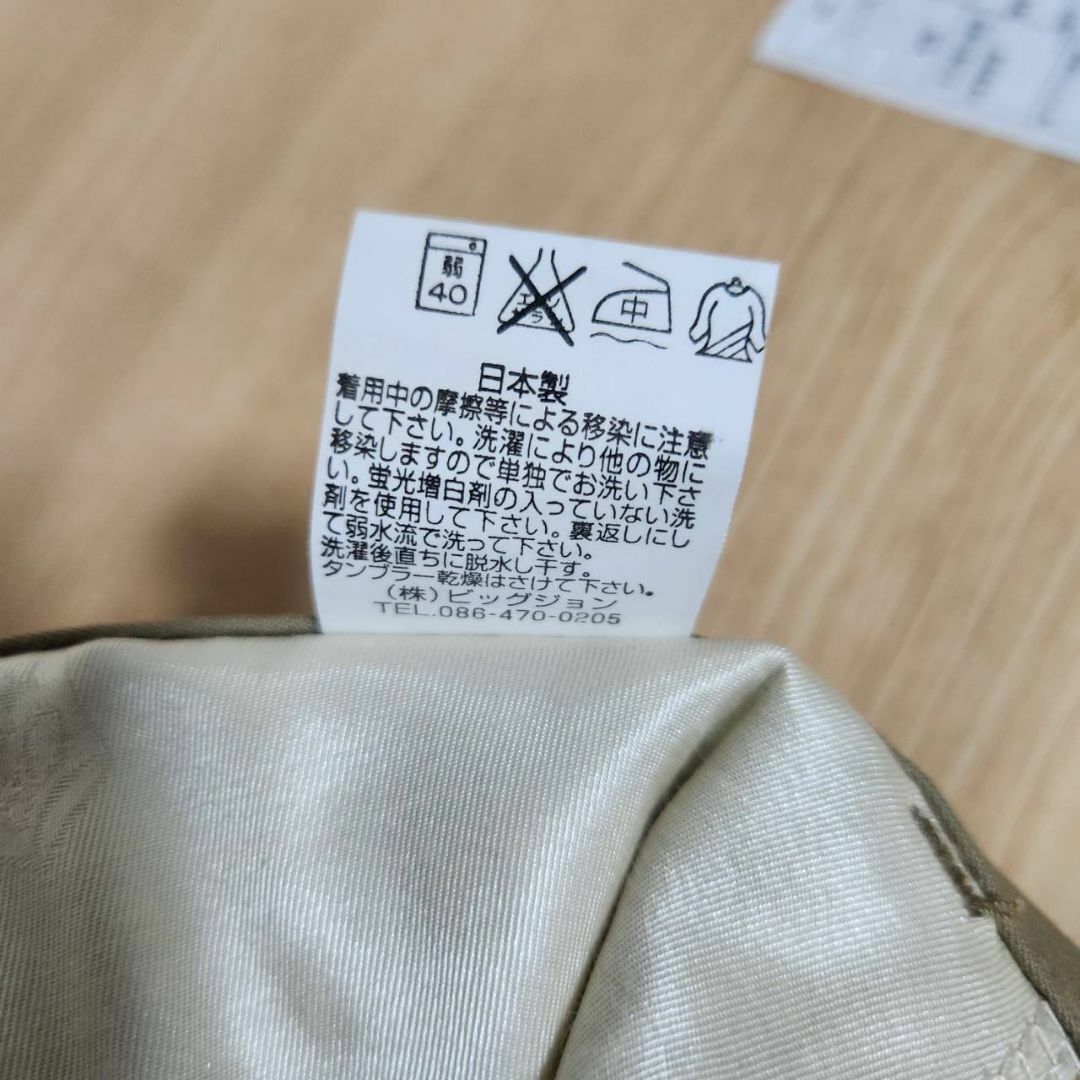 弱
40
エンソ
サラシ
中
日本製
着用中の摩擦等による移染に注意
して下さい。洗濯により他の物に
移染しますので単独でお洗い下さ
い。蛍光増白剤の入っていない洗
剤を使用して下さい。裏返しにし
て弱水流で洗って下さい。
洗濯後直ちに脱水し干す。
タンブラー乾燥はさけて下さい。
(株)ビッグジョン
TEL.086-470-0205